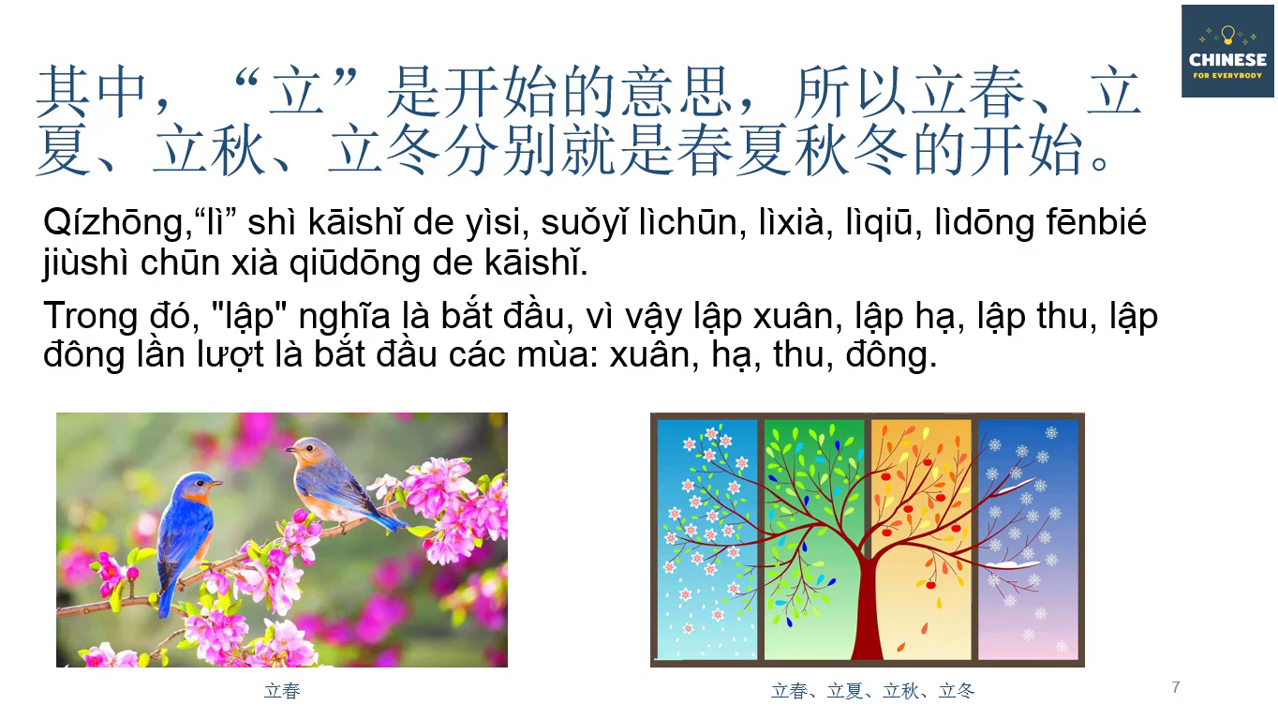 CHINESE
FOR EVERYBODY
其中，“立”是开始的意思，所以立春、立
夏、立秋、立冬分别就是春夏秋冬的开始。
Qízhōng,“lì” shì kāishǐ de yìsi, suǒyǐ lìchūn, lìxià, lìqiū, lìdōng fēnbié
jiùshì chūn xià qiūdōng de kāishǐ.
Trong đó, "lập" nghĩa là bắt đầu, vì vậy lập xuân, lập hạ, lập thu, lập
đông lần lượt là bắt đầu các mùa: xuân, hạ, thu, đông.
立春
立春、立夏、立秋、立冬
7